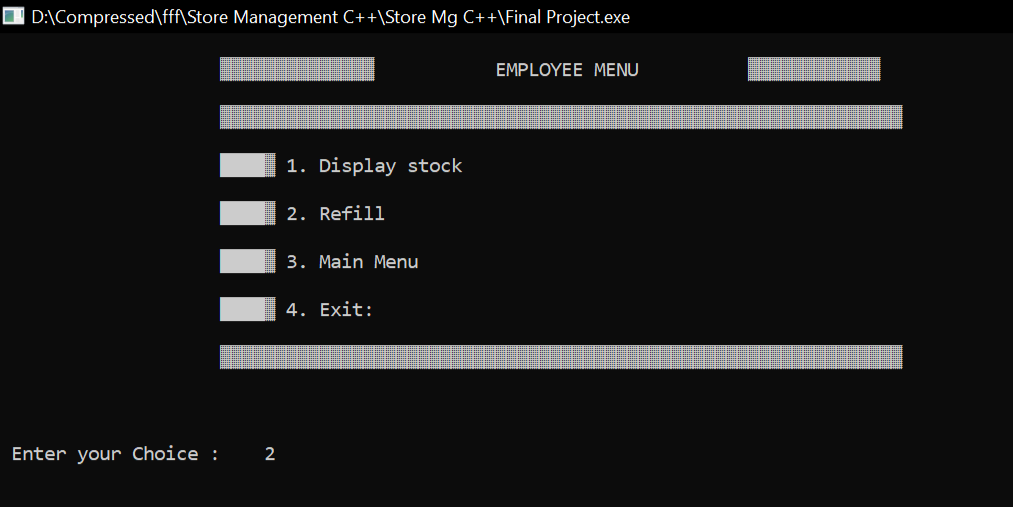 D:\Compressed\fff\Store Management C++\Store Mg C++\Final Project.exe
EMPLOYEE MENU
1. Display stock
2. Refill
3. Main Menu
4. Exit:
Enter your Choice : 2